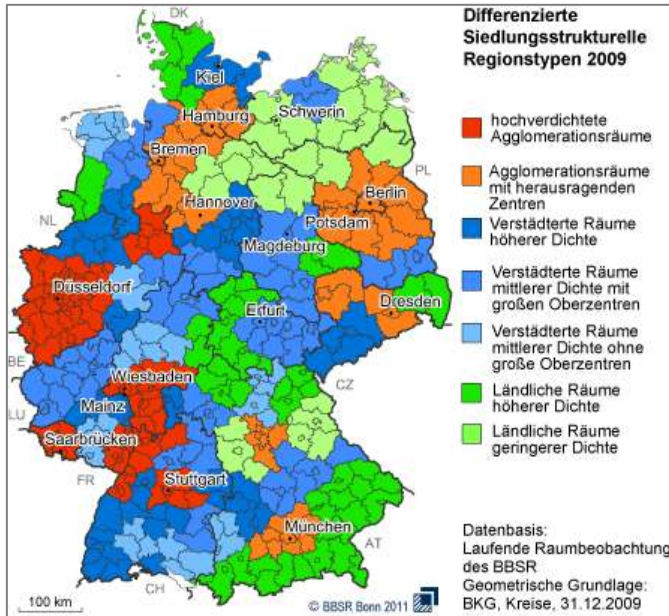 Differenzierte
Siedlungsstrukturelle
Regionstypen 2009
hochverdichtete
Agglomerationsräume
Agglomerationsräume
mit herausragenden
Zentren
Verstädterte Räume
höherer Dichte
Verstädterte Räume
mittlerer Dichte mit
großen Oberzentren
Verstädterte Räume
mittlerer Dichte ohne
große Oberzentren
Ländliche Räume
höherer Dichte
Ländliche Räume
geringerer Dichte
Datenbasis:
Laufende Raumbeobachtung
des BBSR
Geometrische Grundlage:
BKG, Kreise, 31.12.2009
DK
Kiel
Schwerin
Hamburg
Bremen
PL
Berlin
Hannover
Potsdam
NL
Magdeburg
Düsseldorf
Erfurt
Dresden
BE
Wiesbaden
CZ
LU
Mainz
Saarbrücken
FR
Stuttgart
München
AT
CH
100 km
© BBSR Bonn 2011